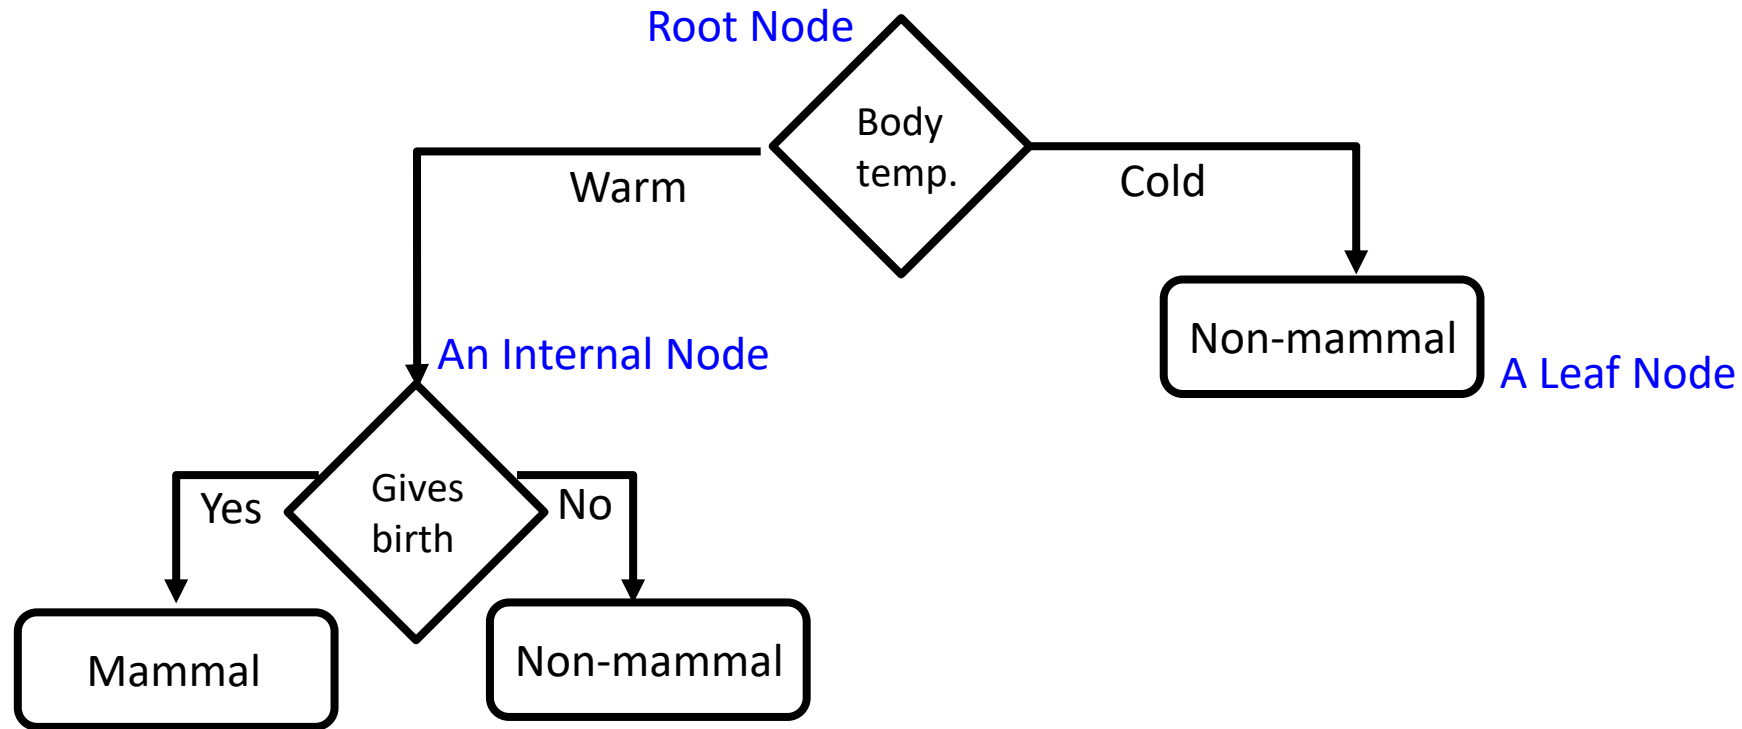 Root Node
Body
temp.
Warm
Cold
An Internal Node
Non-mammal
A Leaf Node
Gives
birth
Yes
No
Mammal
Non-mammal